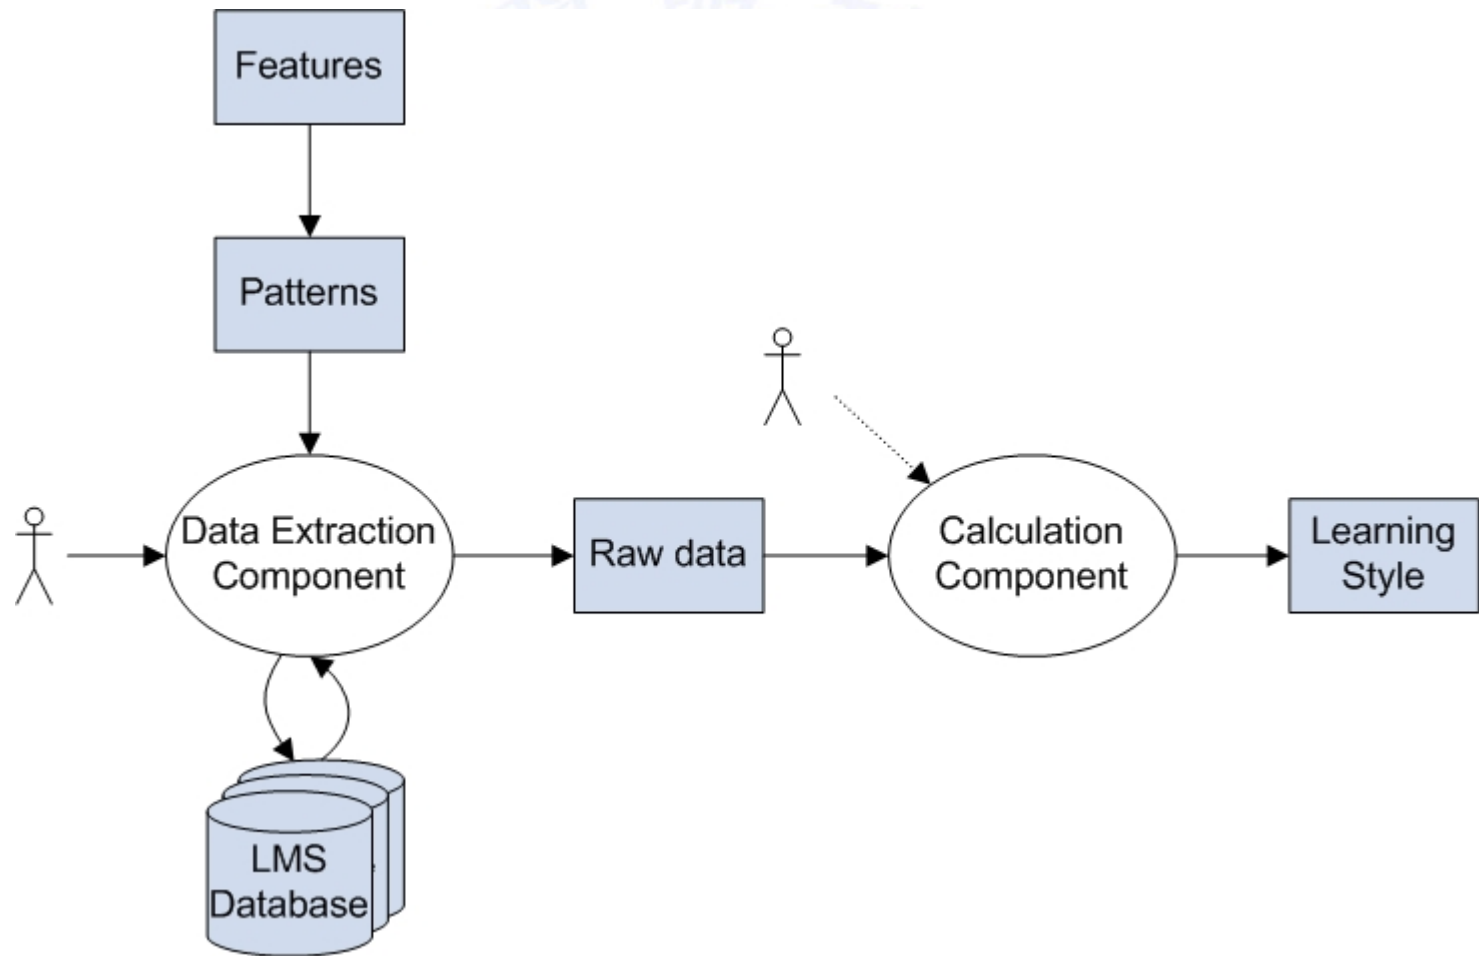 Features
Patterns
Data Extraction
Component
Raw data
Calculation
Component
Learning
Style
LMS
Database